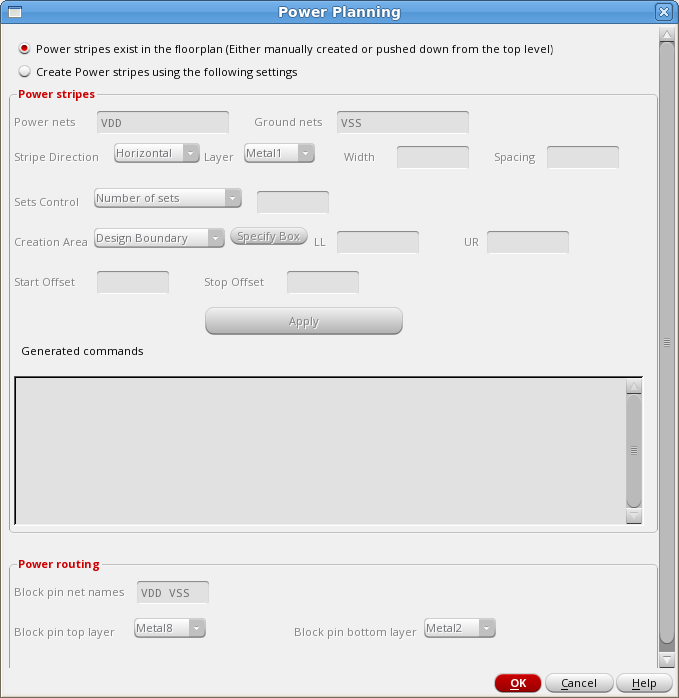 Power Planning
Power stripes exist in the floorplan (Either manually created or pushed down from the top level)
Create Power stripes using the following settings
Power stripes
Power nets VDD Ground nets VSS
Stripe Direction Horizontal Layer Metal1 Width Spacing
Sets Control Number of sets
Creation Area Design Boundary Specify Box LL UR
Start Offset Stop Offset
Apply
Generated commands
Power routing
Block pin net names VDD VSS
Block pin top layer Metal8 Block pin bottom layer Metal2
OK Cancel Help